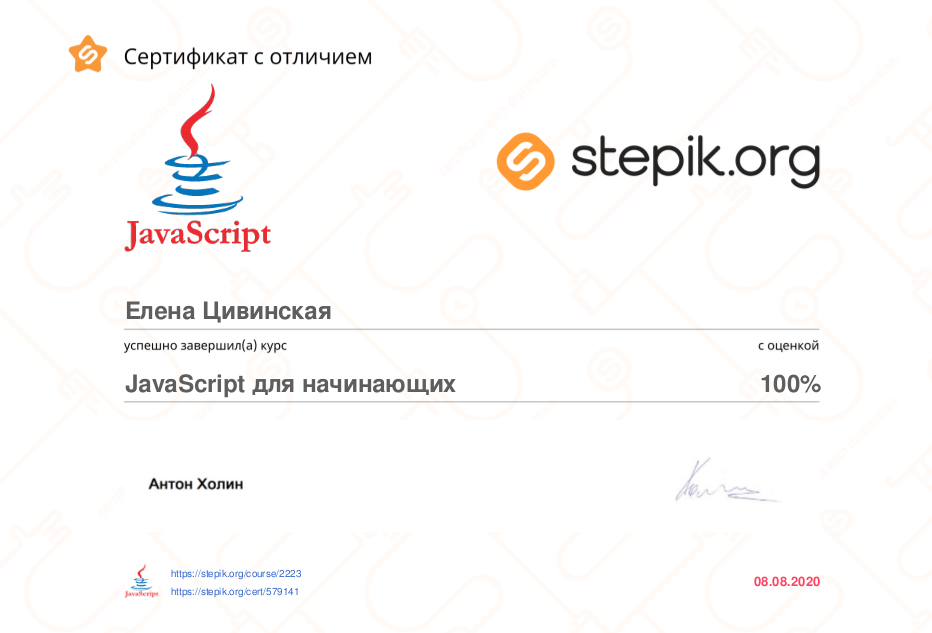 Сертификат с отличием
JavaScript
stepik.org
Елена Цивинская
успешно завершил(а) курс
с оценкой
JavaScript для начинающих
100%
Антон Холин
JavaScript
https://stepik.org/course/2223
https://stepik.org/cert/579141
08.08.2020